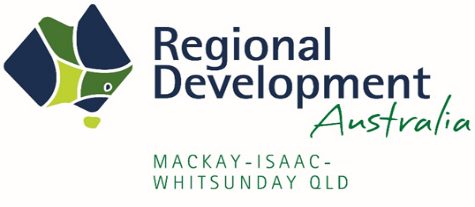 Regional
Development
Australia
MACKAY-ISAAC-
WHITSUNDAY QLD